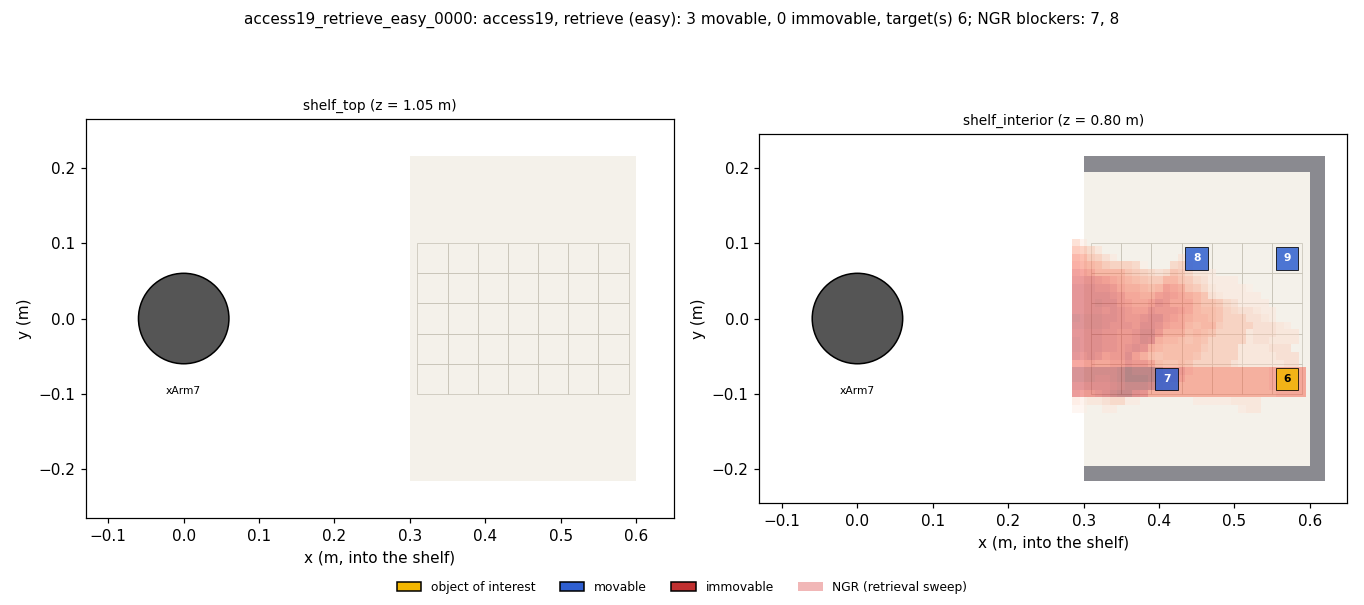 access19_retrieve_easy_0000: access19, retrieve (easy): 3 movable, 0 immovable, target(s) 6; NGR blockers: 7, 8
shelf_top (z = 1.05 m)
0.2
0.1
0.0
−0.1
−0.2
y (m)
xArm7
−0.1
0.0
0.1
0.2
0.3
0.4
0.5
0.6
x (m, into the shelf)
shelf_interior (z = 0.80 m)
0.2
0.1
0.0
−0.1
−0.2
y (m)
xArm7
8
9
7
6
−0.1
0.0
0.1
0.2
0.3
0.4
0.5
0.6
x (m, into the shelf)
object of interest
movable
immovable
NGR (retrieval sweep)